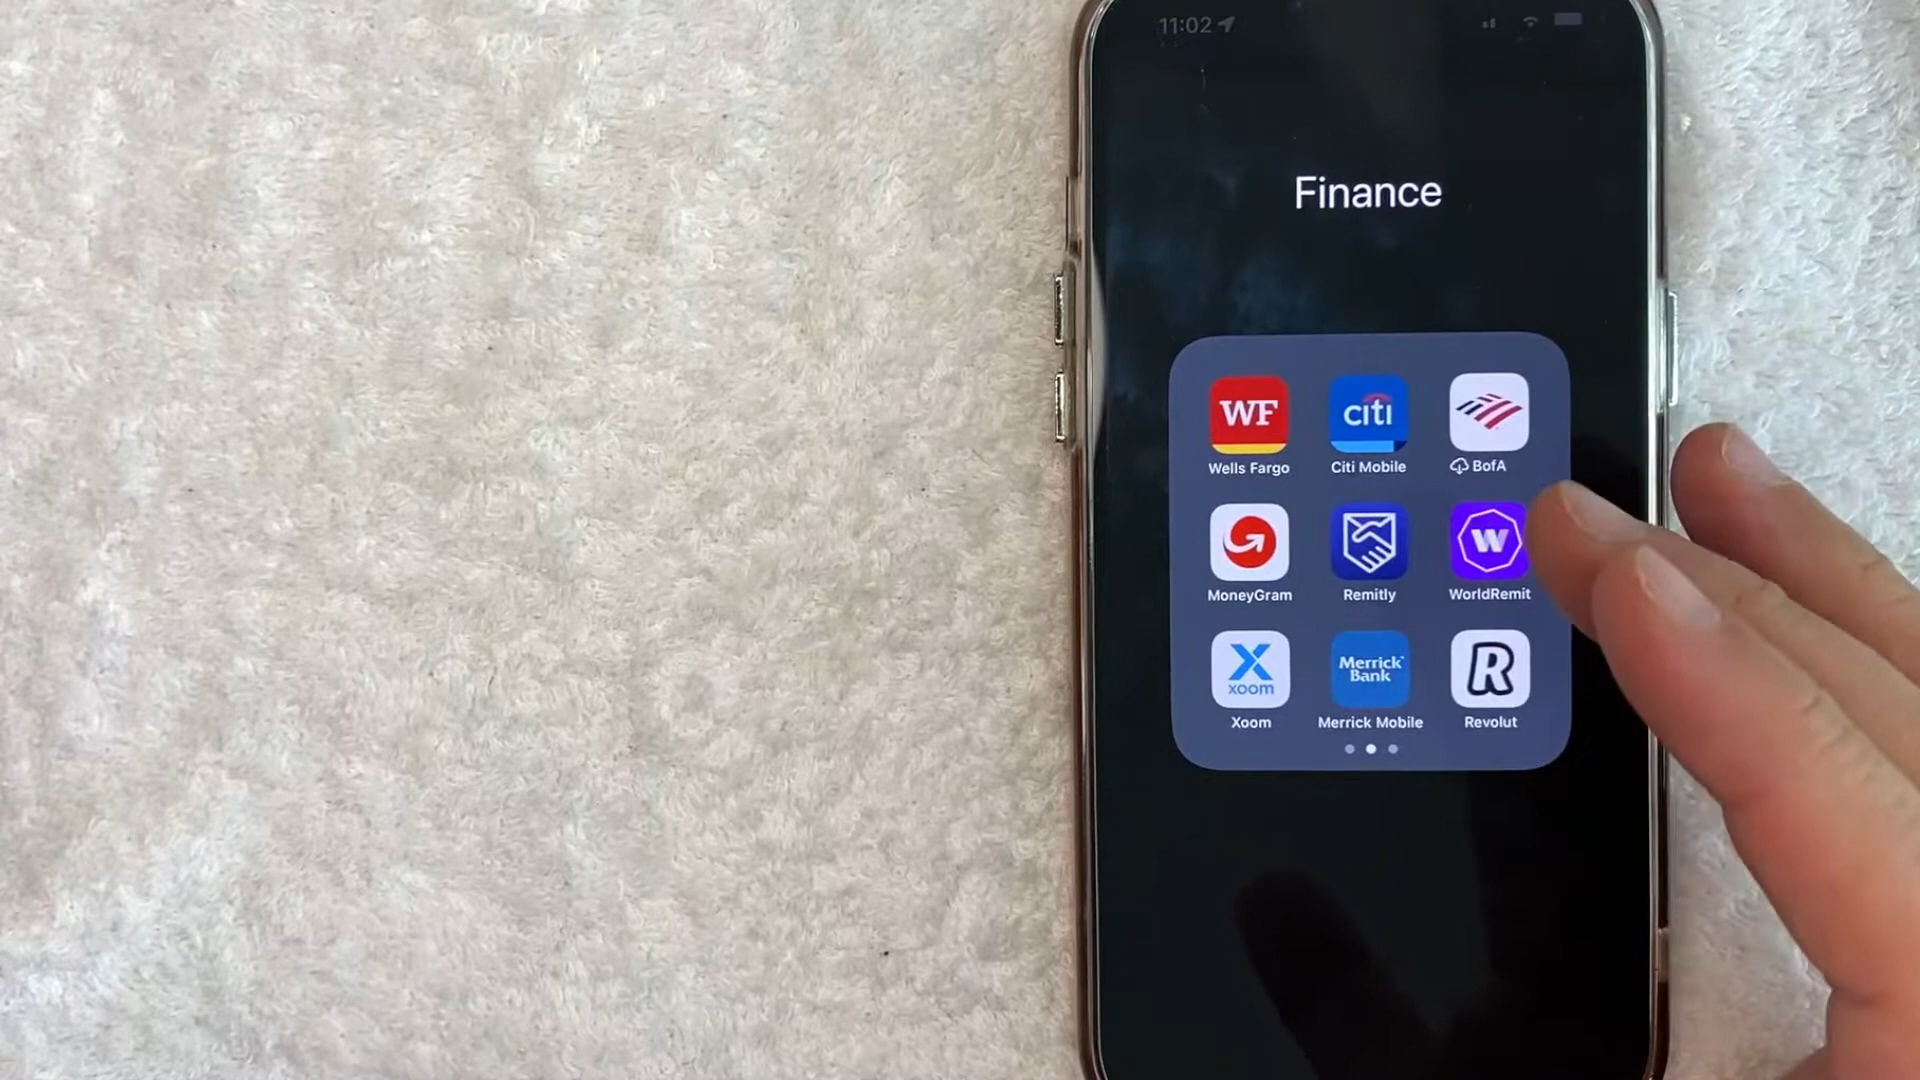 11:02
Finance
WF
citi
Wells Fargo
Citi Mobile
BofA
W
MoneyGram
Remitly
WorldRemit
X
xoom
Merrick
Bank
R
Xoom
Merrick Mobile
Revolut